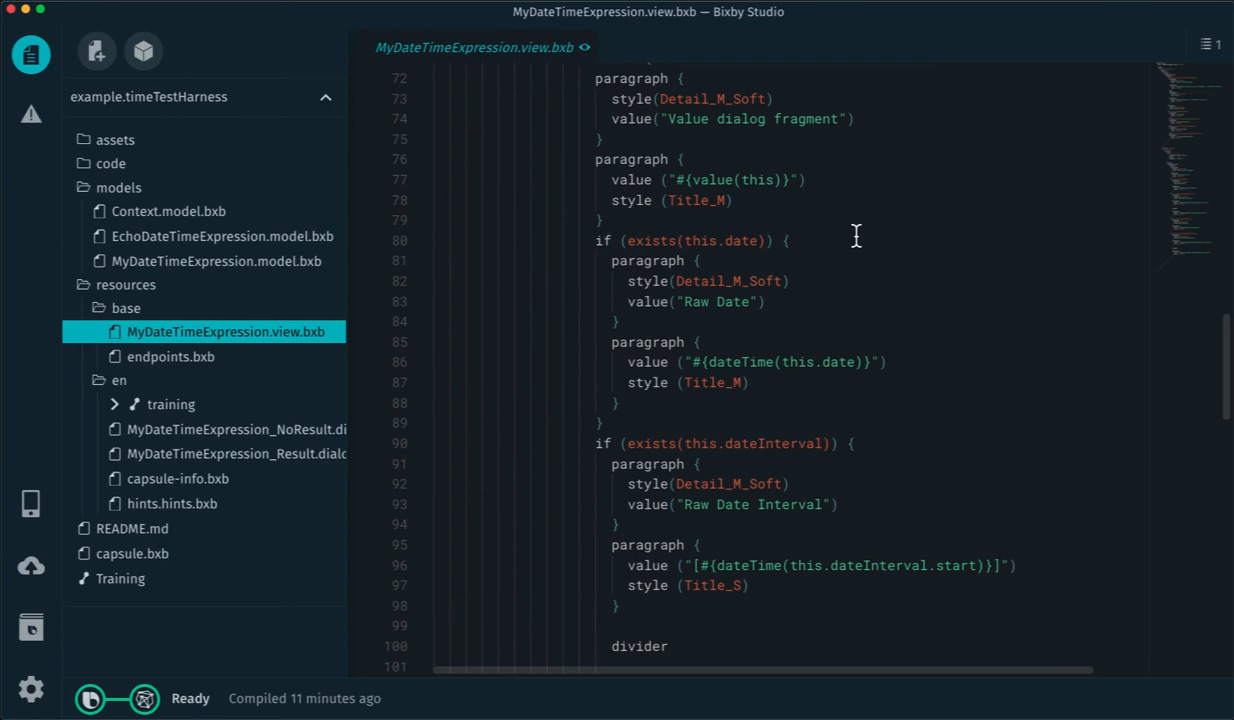 MyDateTimeExpression.view.bxb — Bixby Studio
MyDateTimeExpression.view.bxb
1
example.timeTestHarness
assets
code
models
Context.model.bxb
EchoDateTimeExpression.model.bxb
MyDateTimeExpression.model.bxb
resources
base
MyDateTimeExpression.view.bxb
endpoints.bxb
en
training
MyDateTimeExpression_NoResult.di
MyDateTimeExpression_Result.dialo
capsule-info.bxb
hints.hints.bxb
README.md
capsule.bxb
Training
72 paragraph {
73 style(Detail_M_Soft)
74 value("Value dialog fragment")
75 }
76 paragraph {
77 value ("#{value(this)}")
78 style (Title_M)
79 }
80 if (exists(this.date)) {
81 paragraph {
82 style(Detail_M_Soft)
83 value("Raw Date")
84 }
85 paragraph {
86 value ("#{dateTime(this.date)}")
87 style (Title_M)
88 }
89 }
90 if (exists(this.dateInterval)) {
91 paragraph {
92 style(Detail_M_Soft)
93 value("Raw Date Interval")
94 }
95 paragraph {
96 value ("[#{dateTime(this.dateInterval.start)}]")
97 style (Title_S)
98 }
99
100 divider
101
Ready Compiled 11 minutes ago